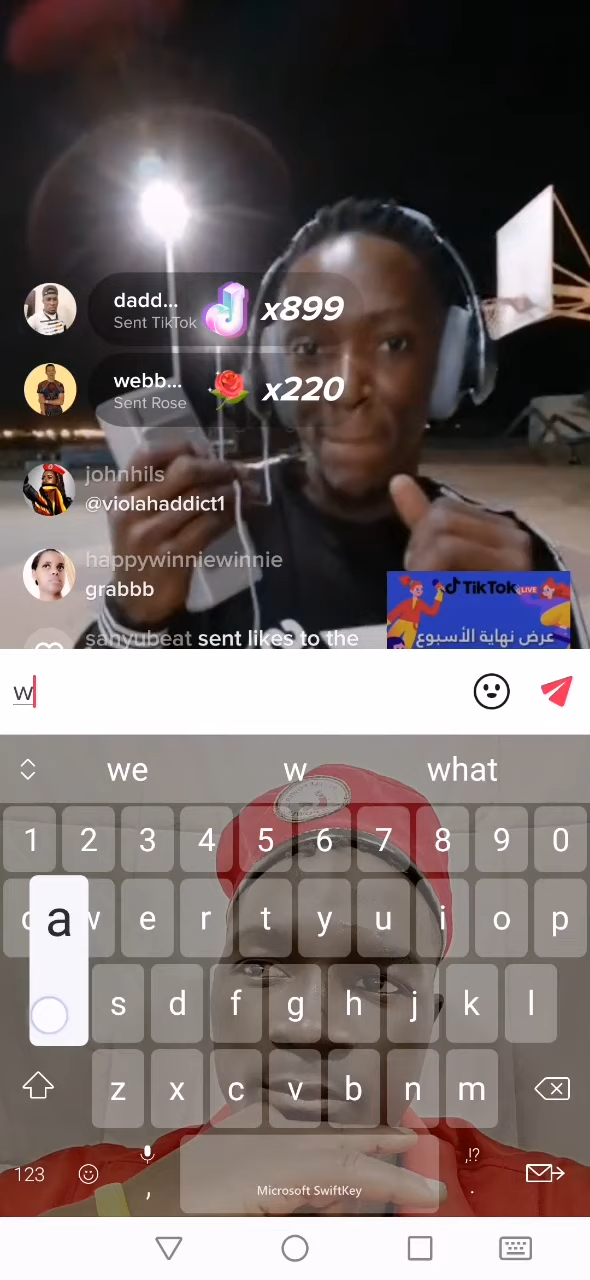 dadd...
Sent TikTok
x899
webb...
Sent Rose
x220
johnhils
@violahaddict1
happywinniewinnie
grabbb
sanyubeat sent likes to the
TikTok LIVE
عرض نهاية الأسبوع
w
we w what
1 2 3 4 5 6 7 8 9 0
w e r t y u i o p
a s d f g h j k l
z x c v b n m
123 , Microsoft SwiftKey ,!? .